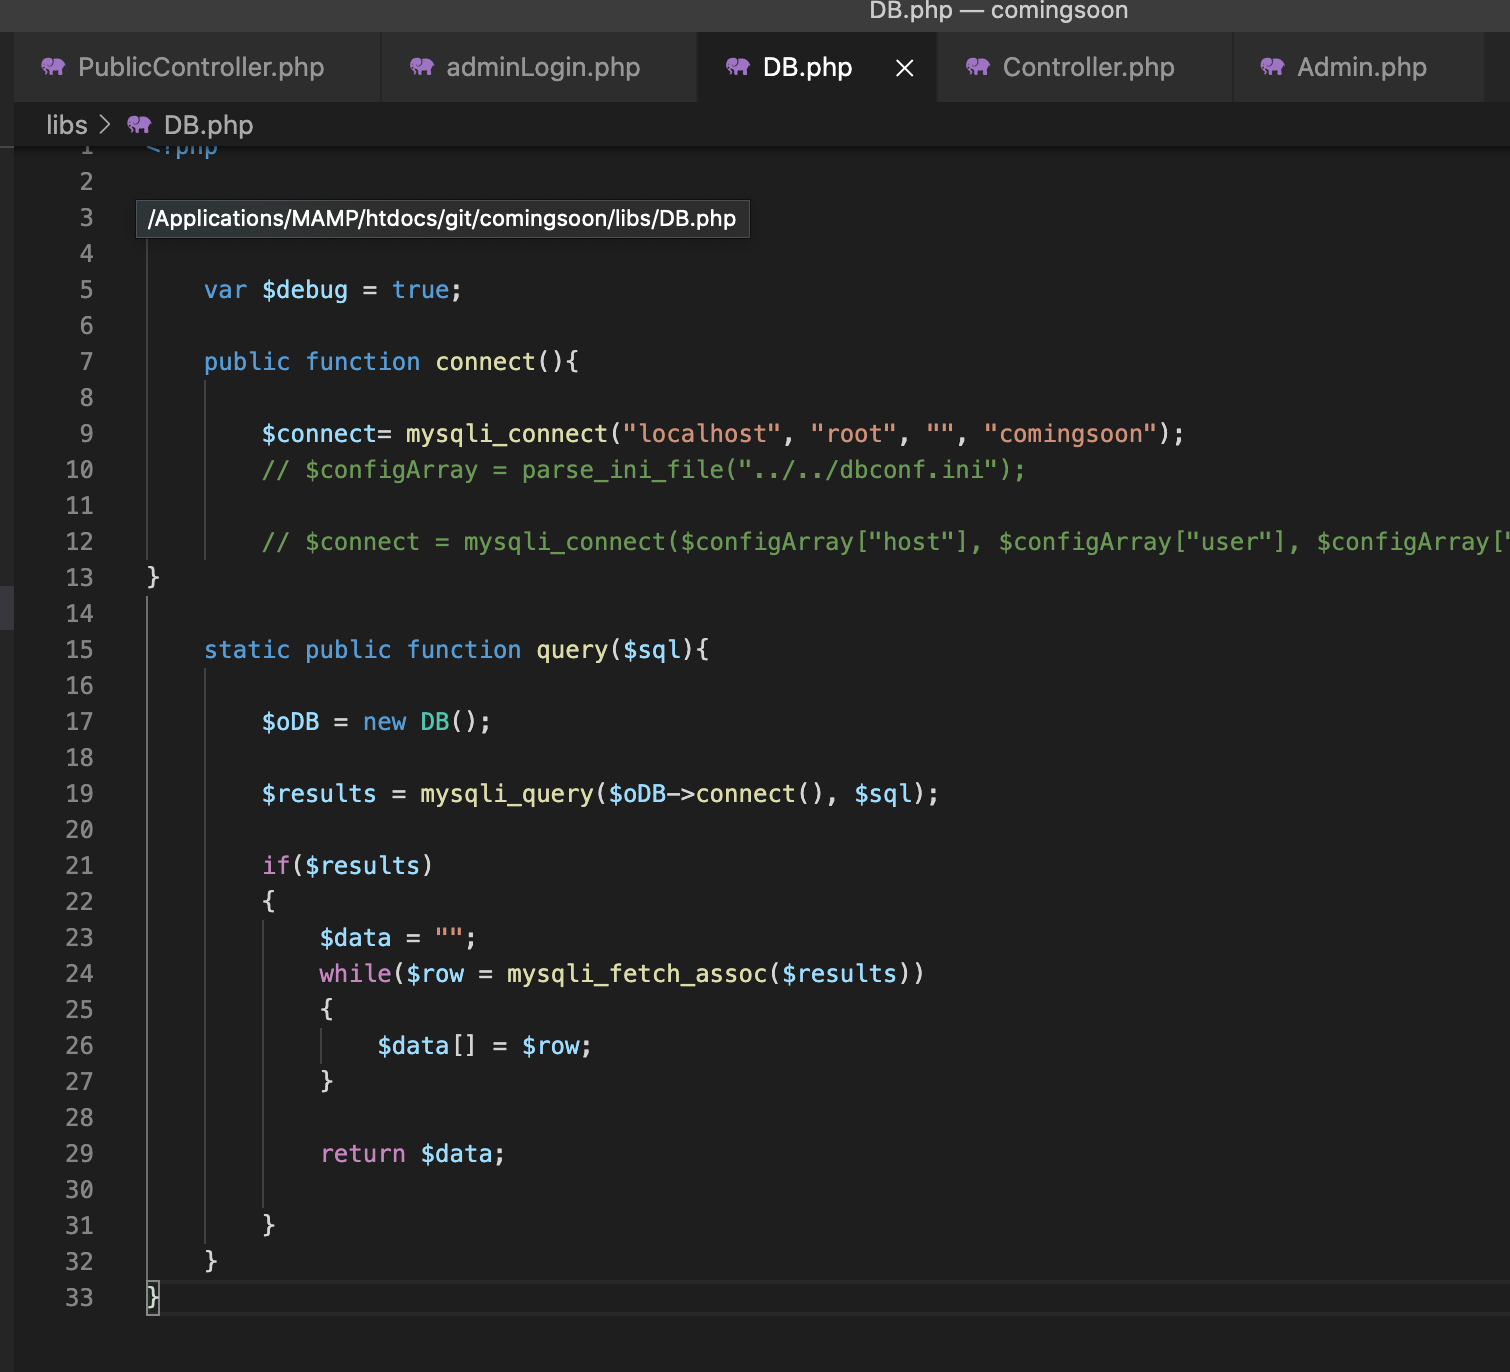 DB.php — comingsoon
PublicController.php adminLogin.php DB.php Controller.php Admin.php
libs > DB.php
1 <?php
2
3 /Applications/MAMP/htdocs/git/comingsoon/libs/DB.php
4
5 var $debug = true;
6
7 public function connect(){
8
9 $connect= mysqli_connect("localhost", "root", "", "comingsoon");
10 // $configArray = parse_ini_file("../../dbconf.ini");
11
12 // $connect = mysqli_connect($configArray["host"], $configArray["user"], $configArray["
13 }
14
15 static public function query($sql){
16
17 $oDB = new DB();
18
19 $results = mysqli_query($oDB->connect(), $sql);
20
21 if($results)
22 {
23 $data = "";
24 while($row = mysqli_fetch_assoc($results))
25 {
26 $data[] = $row;
27 }
28
29 return $data;
30
31 }
32 }
33 }